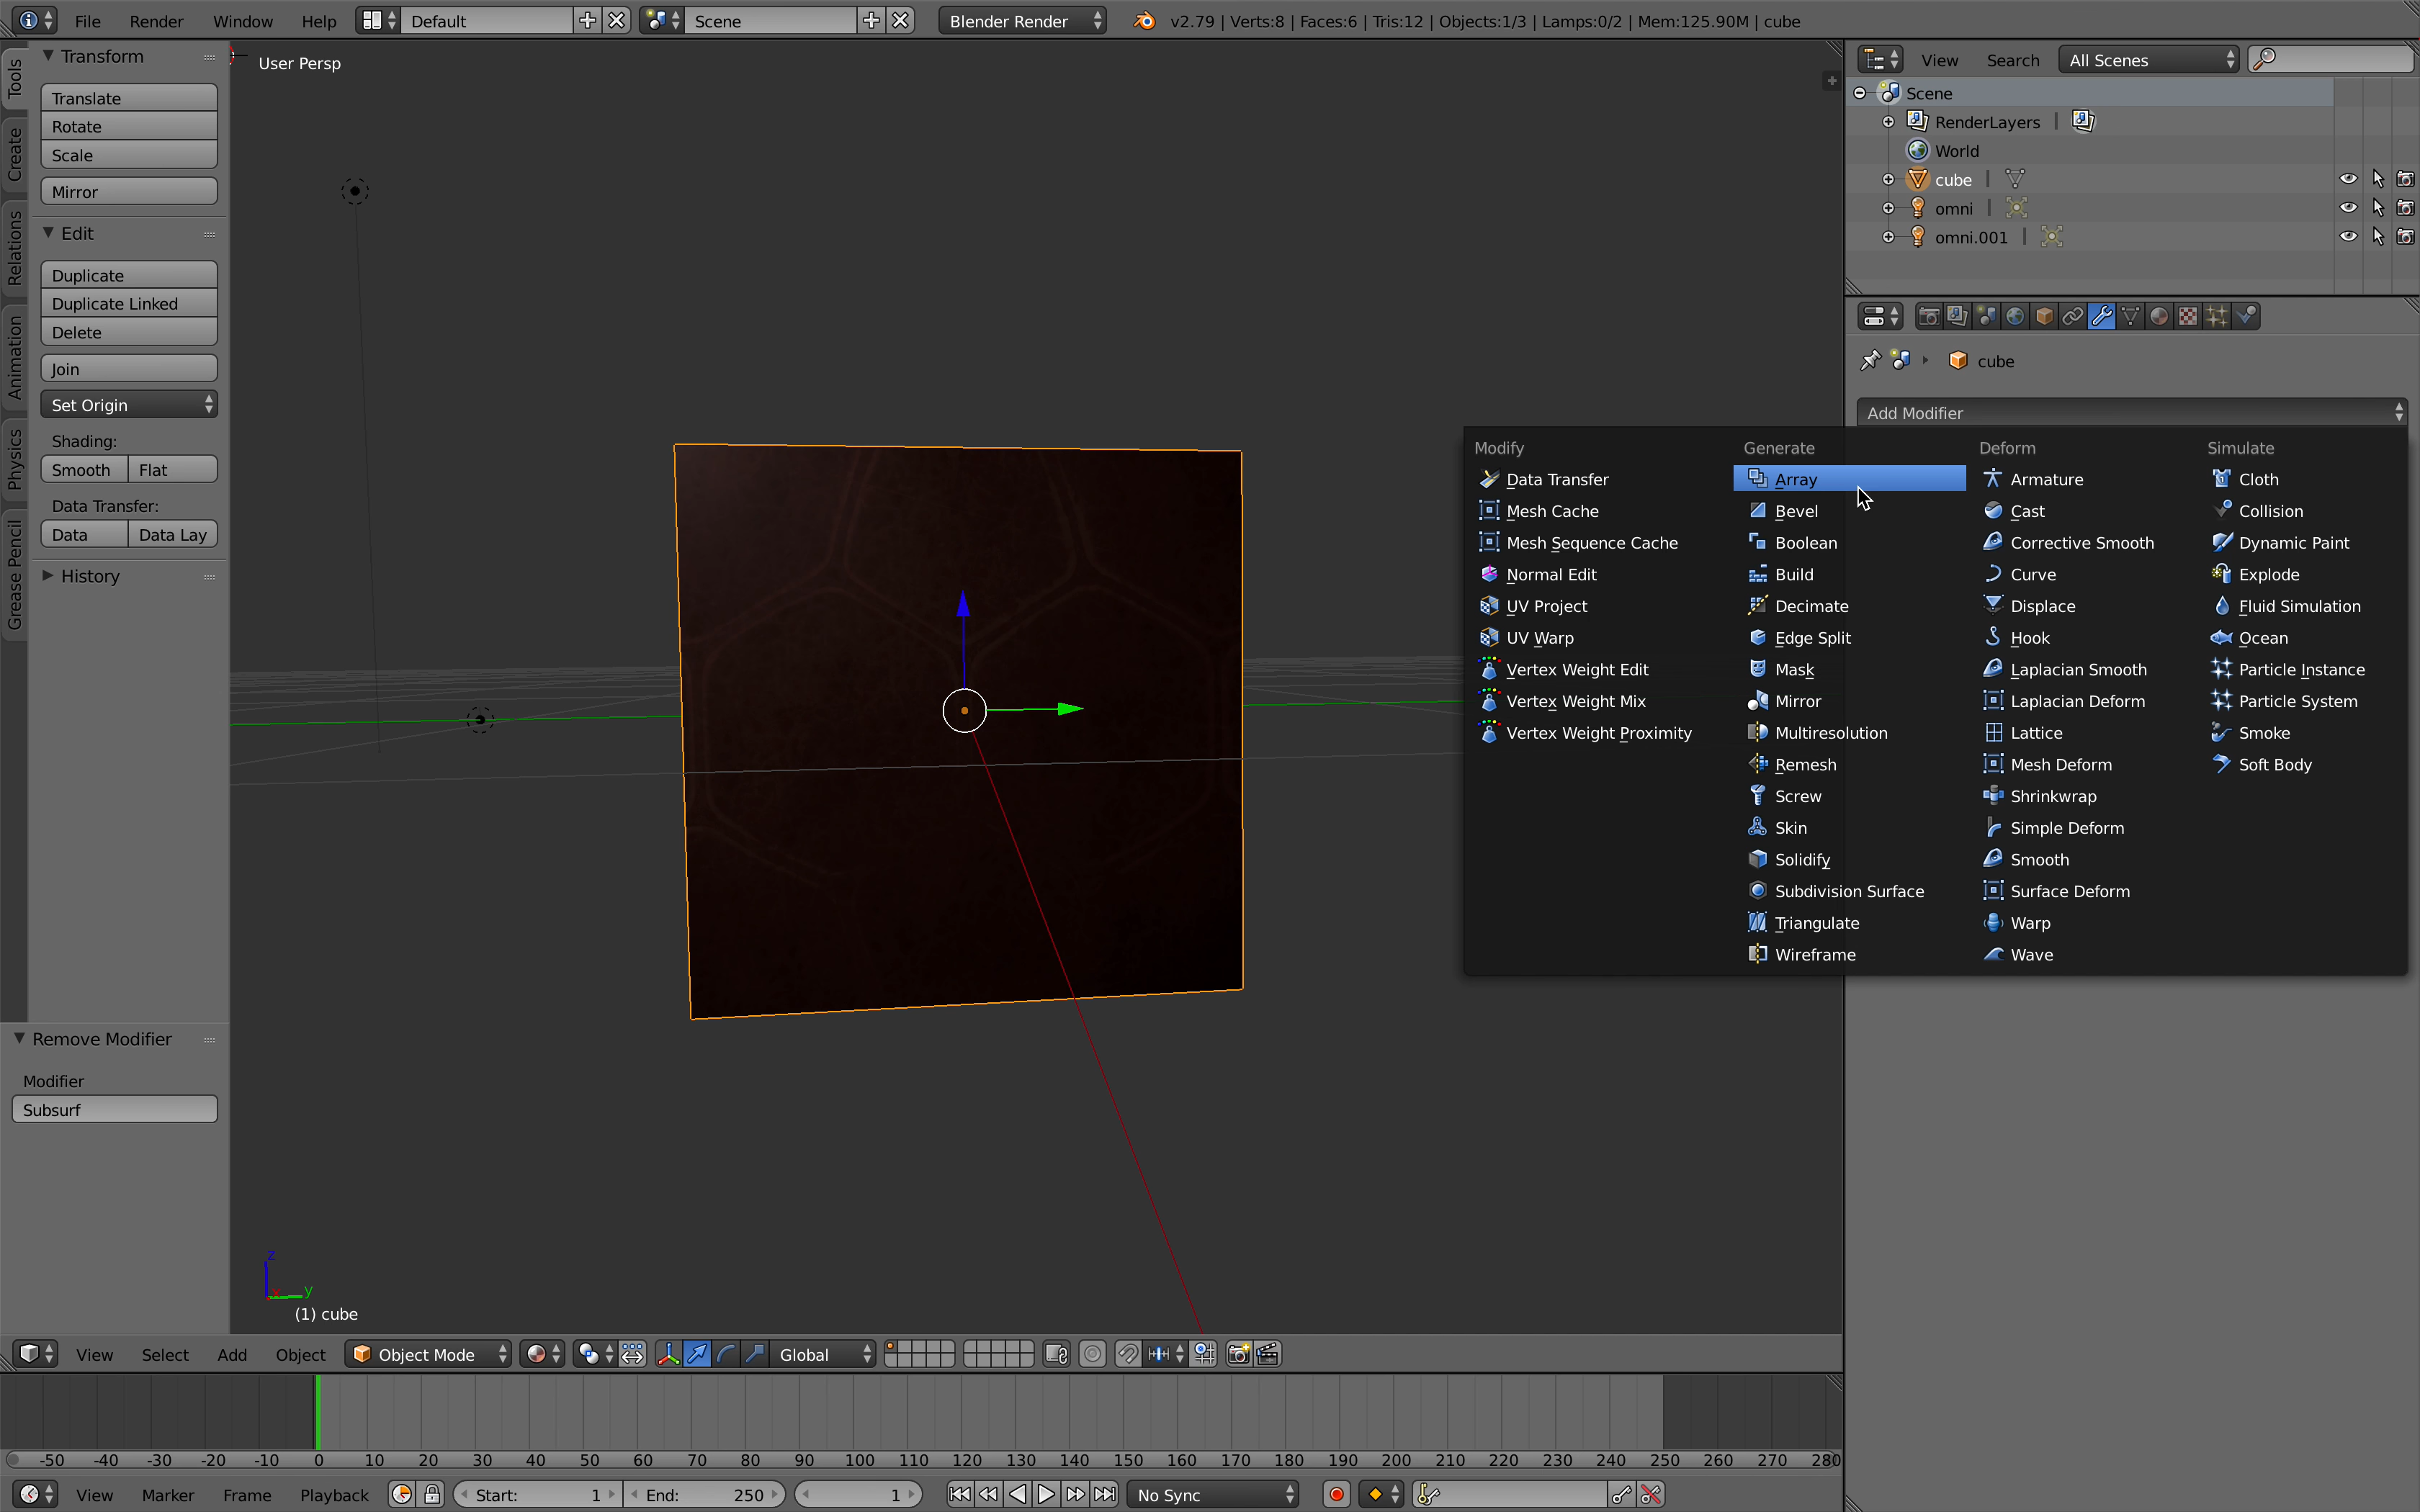 File Render Window Help Default Scene Blender Render v2.79 | Verts:8 | Faces:6 | Tris:12 | Objects:1/3 | Lamps:0/2 | Mem:125.90M | cube
Tools
Create
Relations
Animation
Physics
Grease Pencil
Transform
Translate
Rotate
Scale
Mirror
Edit
Duplicate
Duplicate Linked
Delete
Join
Set Origin
Shading:
Smooth Flat
Data Transfer:
Data Data Lay
History
Remove Modifier
Modifier
Subsurf
User Persp
z
y
(1) cube
View Search All Scenes
Scene
RenderLayers
World
cube
omni
omni.001
cube
Add Modifier
Modify
Data Transfer
Mesh Cache
Mesh Sequence Cache
Normal Edit
UV Project
UV Warp
Vertex Weight Edit
Vertex Weight Mix
Vertex Weight Proximity
Generate
Array
Bevel
Boolean
Build
Decimate
Edge Split
Mask
Mirror
Multiresolution
Remesh
Screw
Skin
Solidify
Subdivision Surface
Triangulate
Wireframe
Deform
Armature
Cast
Corrective Smooth
Curve
Displace
Hook
Laplacian Smooth
Laplacian Deform
Lattice
Mesh Deform
Shrinkwrap
Simple Deform
Smooth
Surface Deform
Warp
Wave
Simulate
Cloth
Collision
Dynamic Paint
Explode
Fluid Simulation
Ocean
Particle Instance
Particle System
Smoke
Soft Body
View Select Add Object Object Mode Global
-50 -40 -30 -20 -10 0 10 20 30 40 50 60 70 80 90 100 110 120 130 140 150 160 170 180 190 200 210 220 230 240 250 260 270 280
View Marker Frame Playback Start: 1 End: 250 1 No Sync